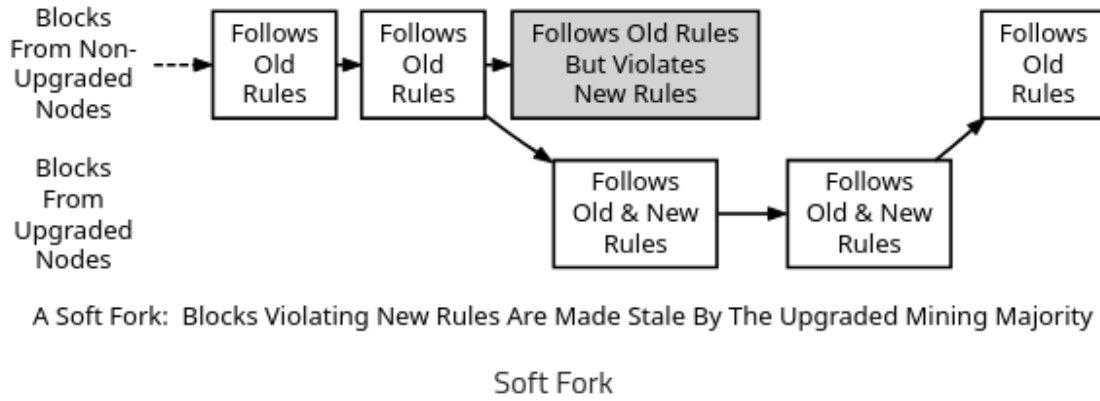 Blocks
From Non-
Upgraded
Nodes
Follows
Old
Rules
Follows
Old
Rules
Follows Old Rules
But Violates
New Rules
Follows
Old
Rules
Blocks
From
Upgraded
Nodes
Follows
Old & New
Rules
Follows
Old & New
Rules
A Soft Fork: Blocks Violating New Rules Are Made Stale By The Upgraded Mining Majority
Soft Fork